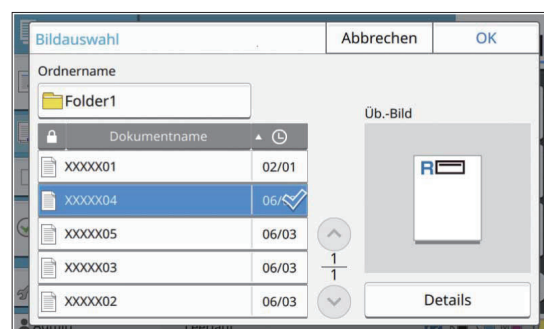 Bildauswahl
Abbrechen
OK
Ordnername
Folder1
Üb.-Bild
Dokumentname
XXXXX01 02/01
XXXXX04 06/
XXXXX05 06/03
XXXXX03 06/03
XXXXX02 06/03
R
1
1
Details